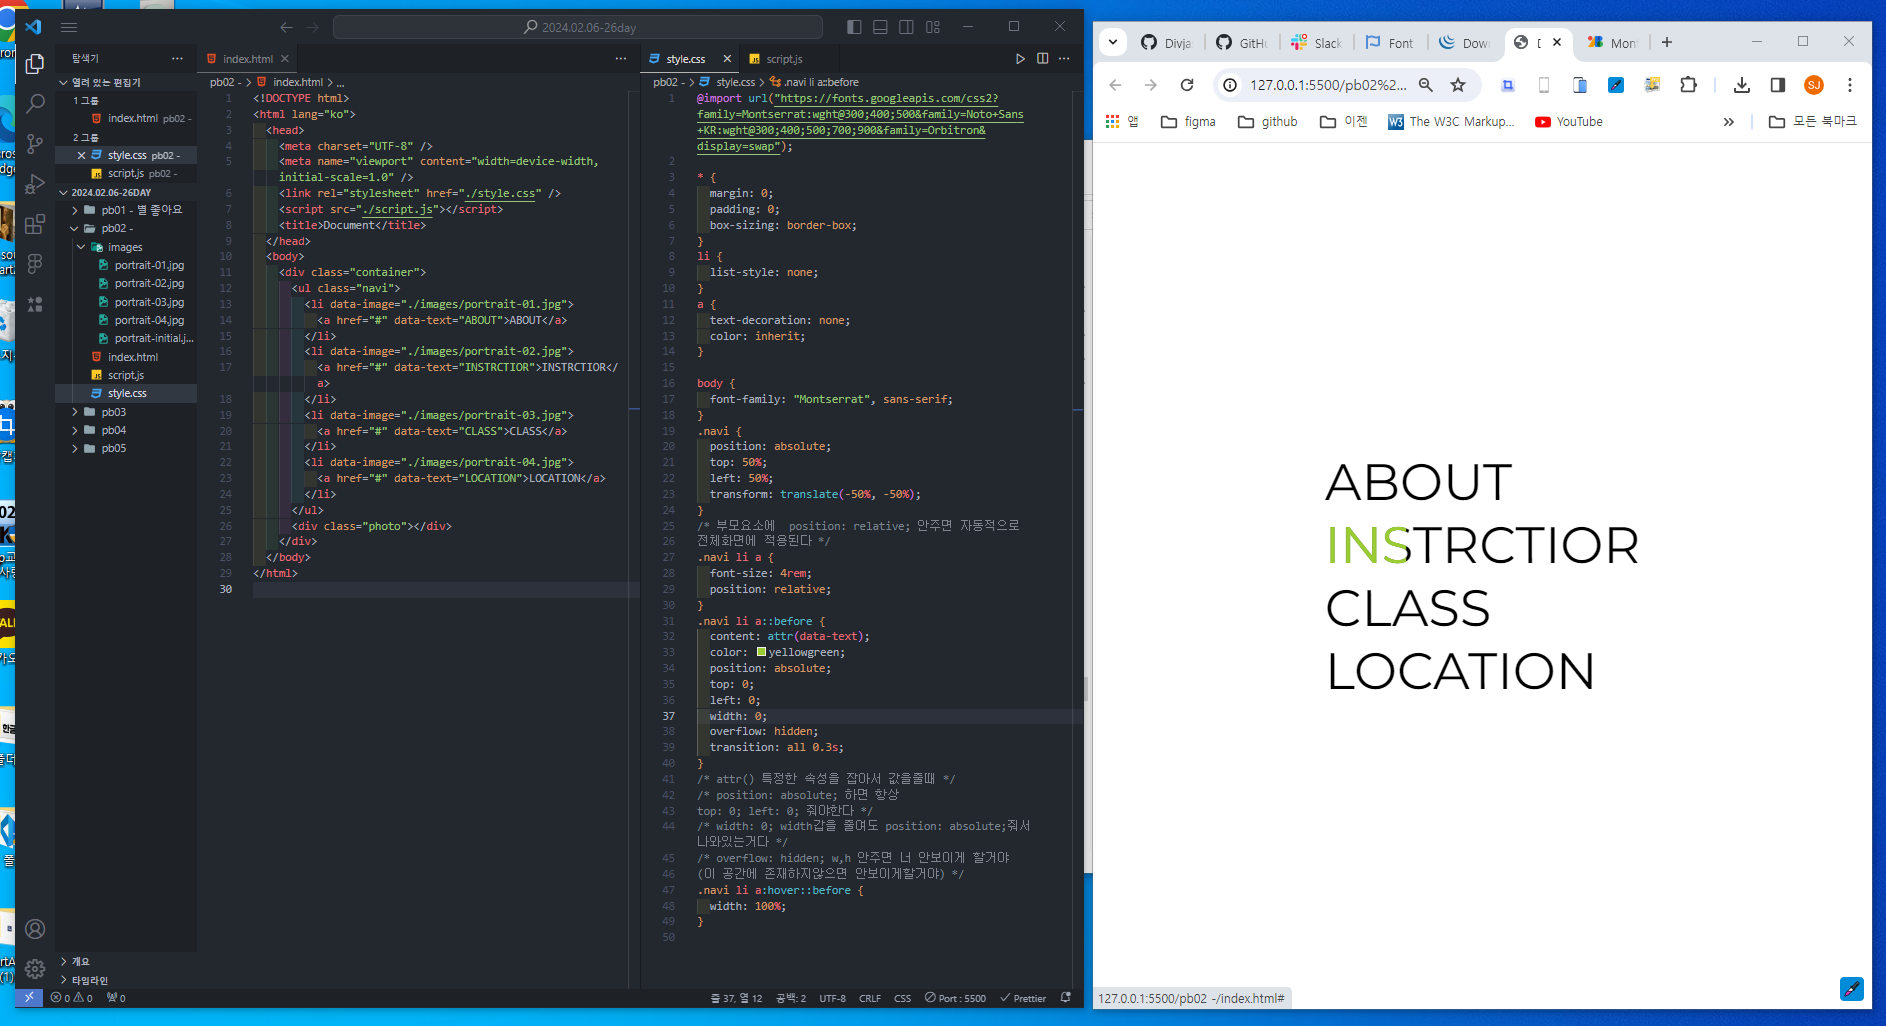 2024.02.06-26day
탐색기
열려 있는 편집기
1 그룹
index.html pb02 -
2 그룹
style.css pb02 -
script.js pb02 -
2024.02.06-26DAY
pb01 - 별 좋아요
pb02 -
images
portrait-01.jpg
portrait-02.jpg
portrait-03.jpg
portrait-04.jpg
portrait-initial.j...
index.html
script.js
style.css
pb03
pb04
pb05
개요
타임라인
index.html
pb02 - > index.html > ...
1 <!DOCTYPE html>
2 <html lang="ko">
3 <head>
4 <meta charset="UTF-8" />
5 <meta name="viewport" content="width=device-width,
initial-scale=1.0" />
6 <link rel="stylesheet" href="./style.css" />
7 <script src="./script.js"></script>
8 <title>Document</title>
9 </head>
10 <body>
11 <div class="container">
12 <ul class="navi">
13 <li data-image="./images/portrait-01.jpg">
14 <a href="#" data-text="ABOUT">ABOUT</a>
15 </li>
16 <li data-image="./images/portrait-02.jpg">
17 <a href="#" data-text="INSTRCTIOR">INSTRCTIOR</
a>
18 </li>
19 <li data-image="./images/portrait-03.jpg">
20 <a href="#" data-text="CLASS">CLASS</a>
21 </li>
22 <li data-image="./images/portrait-04.jpg">
23 <a href="#" data-text="LOCATION">LOCATION</a>
24 </li>
25 </ul>
26 <div class="photo"></div>
27 </div>
28 </body>
29 </html>
30
style.css
script.js
pb02 - > style.css > .navi li a:before
1 @import url("https://fonts.googleapis.com/css2?
family=Montserrat:wght@300;400;500&family=Noto+Sans
+KR:wght@300;400;500;700;900&family=Orbitron&
display=swap");
2
3 * {
4 margin: 0;
5 padding: 0;
6 box-sizing: border-box;
7 }
8 li {
9 list-style: none;
10 }
11 a {
12 text-decoration: none;
13 color: inherit;
14 }
15
16 body {
17 font-family: "Montserrat", sans-serif;
18 }
19 .navi {
20 position: absolute;
21 top: 50%;
22 left: 50%;
23 transform: translate(-50%, -50%);
24 }
25 /* 부모요소에 position: relative; 안주면 자동적으로
26 전체화면에 적용된다 */
27 .navi li a {
28 font-size: 4rem;
29 position: relative;
30 }
31 .navi li a::before {
32 content: attr(data-text);
33 color: yellowgreen;
34 position: absolute;
35 top: 0;
36 left: 0;
37 width: 0;
38 overflow: hidden;
39 transition: all 0.3s;
40 }
41 /* attr() 특정한 속성을 잡아서 값을줄때 */
42 /* position: absolute; 하면 항상
43 top: 0; left: 0; 줘야한다 */
44 /* width: 0; width값을 줄여도 position: absolute;줘서
나와있는거다 */
45 /* overflow: hidden; w,h 안주면 너 안보이게 할거야
46 (이 공간에 존재하지않으면 안보이게할거야) */
47 .navi li a:hover::before {
48 width: 100%;
49 }
50
0 0 0
줄 37, 열 12 공백: 2 UTF-8 CRLF CSS Port : 5500 Prettier
Divja
GitHu
Slack
Font
Dow
D
Mon
127.0.0.1:5500/pb02%2...
SJ
앱
figma
github
이젠
The W3C Markup...
YouTube
모든 북마크
ABOUT
INSTRCTIOR
CLASS
LOCATION
127.0.0.1:5500/pb02 -/index.html#